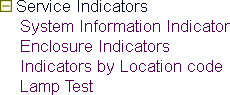 Service Indicators
System Information Indicator
Enclosure Indicators
Indicators by Location code
Lamp Test